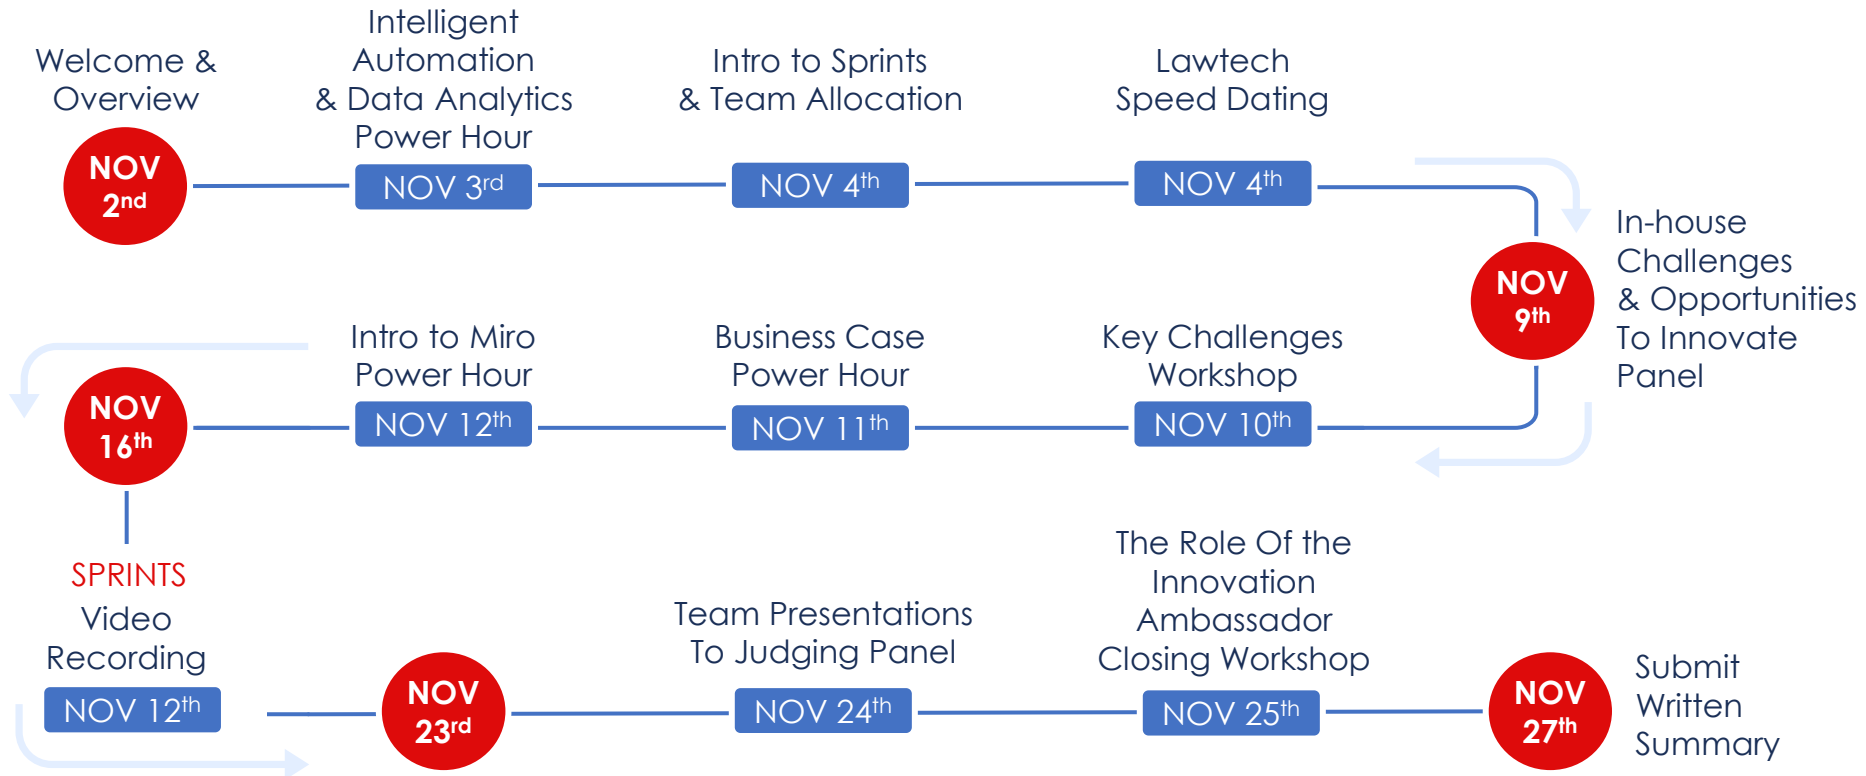 Welcome &
Overview
NOV
2nd
Intelligent
Automation
& Data Analytics
Power Hour
NOV 3rd
Intro to Sprints
& Team Allocation
NOV 4th
Lawtech
Speed Dating
NOV 4th
In-house
Challenges
& Opportunities
To Innovate
Panel
NOV
9th
Key Challenges
Workshop
NOV 10th
Business Case
Power Hour
NOV 11th
Intro to Miro
Power Hour
NOV 12th
NOV
16th
SPRINTS
Video
Recording
NOV 12th
NOV
23rd
Team Presentations
To Judging Panel
NOV 24th
The Role Of the
Innovation
Ambassador
Closing Workshop
NOV 25th
NOV
27th
Submit
Written
Summary